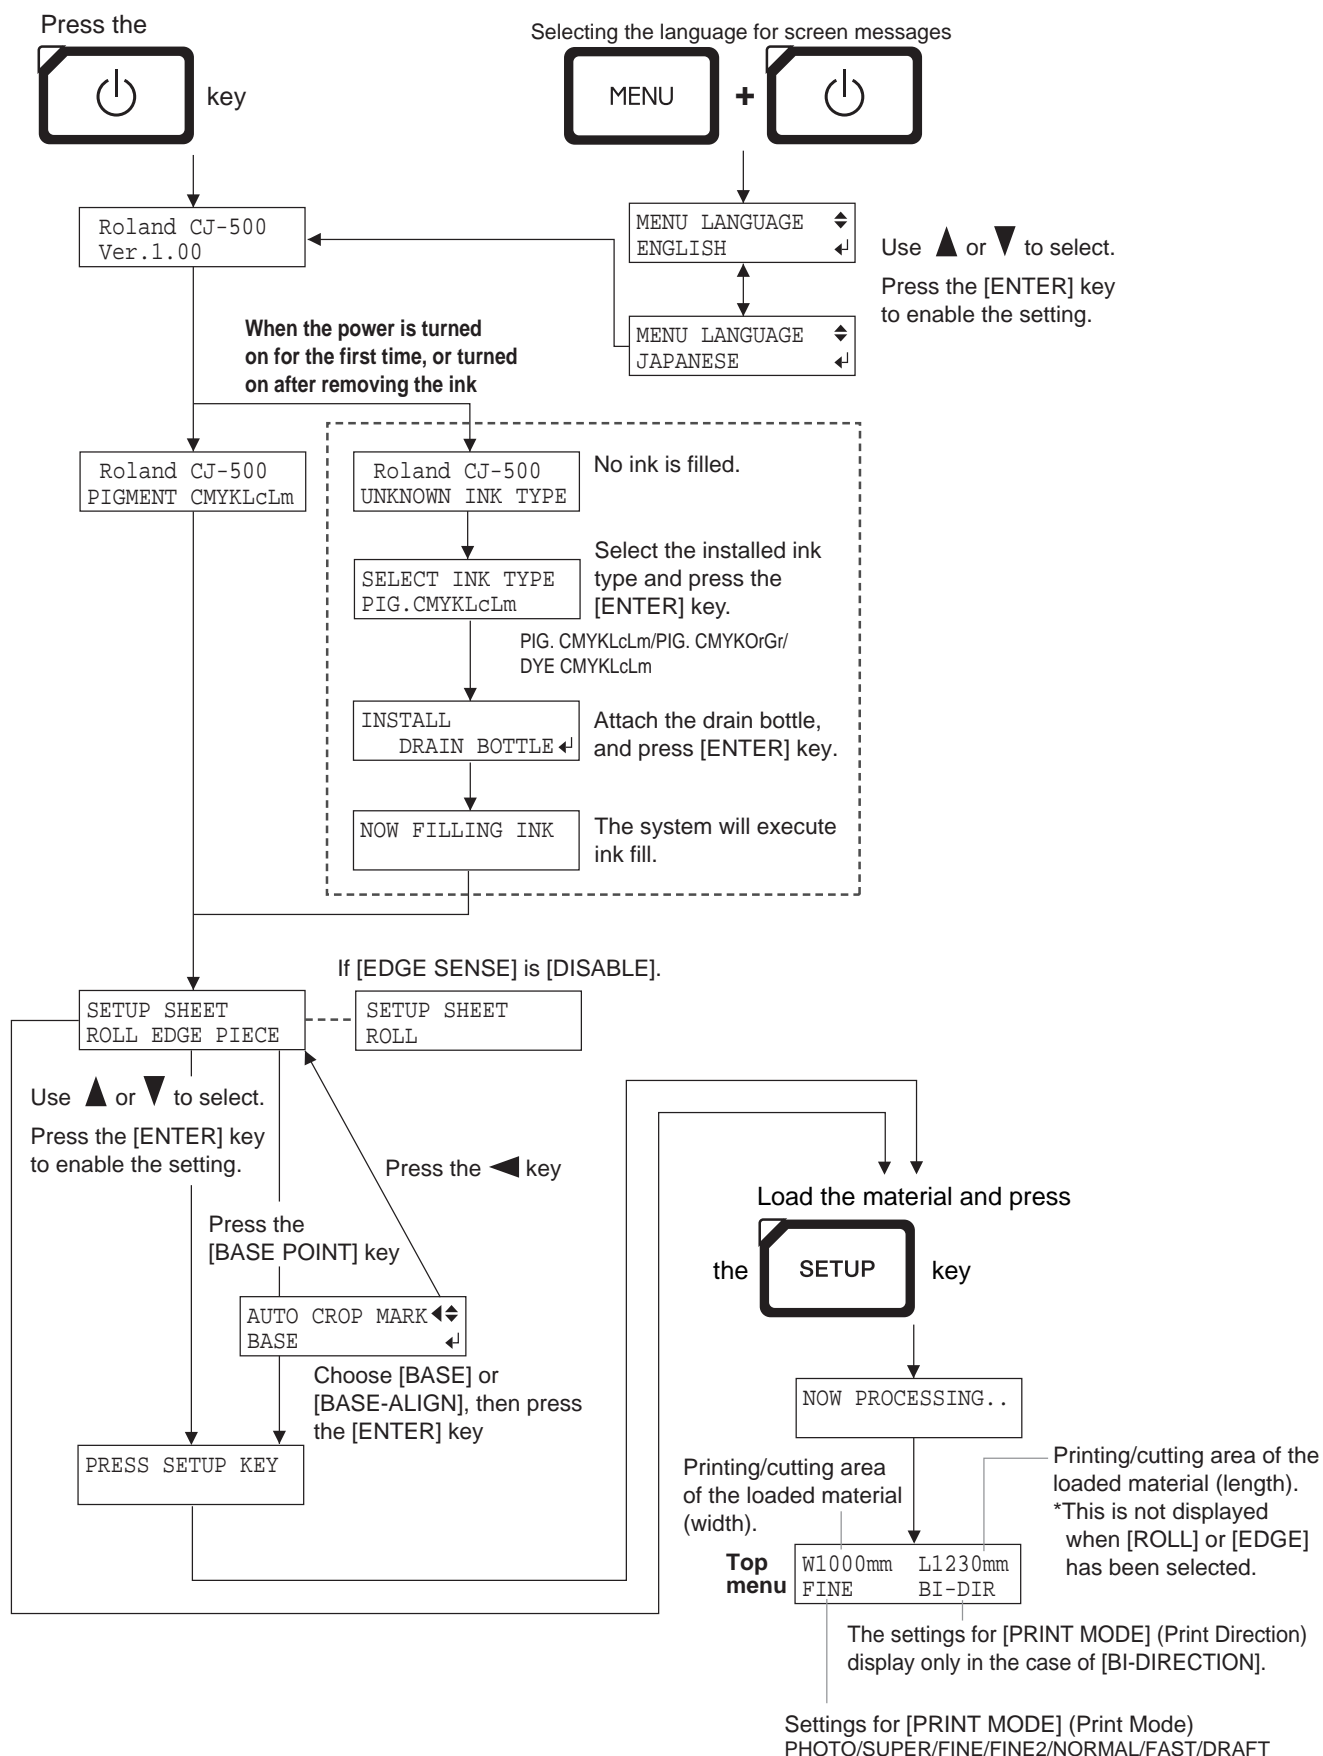 Press the
key
Selecting the language for screen messages
MENU + 
Roland CJ-500
Ver.1.00
MENU LANGUAGE
ENGLISH
Use ▲ or ▼ to select.
Press the [ENTER] key
to enable the setting.
MENU LANGUAGE
JAPANESE
When the power is turned
on for the first time, or turned
on after removing the ink
Roland CJ-500
PIGMENT CMYKLcLm
Roland CJ-500
UNKNOWN INK TYPE
No ink is filled.
SELECT INK TYPE
PIG.CMYKLcLm
Select the installed ink
type and press the
[ENTER] key.
PIG. CMYKLcLm/PIG. CMYKOrGr/
DYE CMYKLcLm
INSTALL
DRAIN BOTTLE
Attach the drain bottle,
and press [ENTER] key.
NOW FILLING INK
The system will execute
ink fill.
If [EDGE SENSE] is [DISABLE].
SETUP SHEET
ROLL EDGE PIECE
SETUP SHEET
ROLL
Use ▲ or ▼ to select.
Press the [ENTER] key
to enable the setting.
Press the ◀ key
Press the
[BASE POINT] key
AUTO CROP MARK
BASE
Choose [BASE] or
[BASE-ALIGN], then press
the [ENTER] key
PRESS SETUP KEY
Load the material and press
the SETUP key
NOW PROCESSING..
Printing/cutting area
of the loaded material
(width).
Printing/cutting area of the
loaded material (length).
*This is not displayed
when [ROLL] or [EDGE]
has been selected.
Top
menu
W1000mm L1230mm
FINE BI-DIR
The settings for [PRINT MODE] (Print Direction)
display only in the case of [BI-DIRECTION].
Settings for [PRINT MODE] (Print Mode)
PHOTO/SUPER/FINE/FINE2/NORMAL/FAST/DRAFT